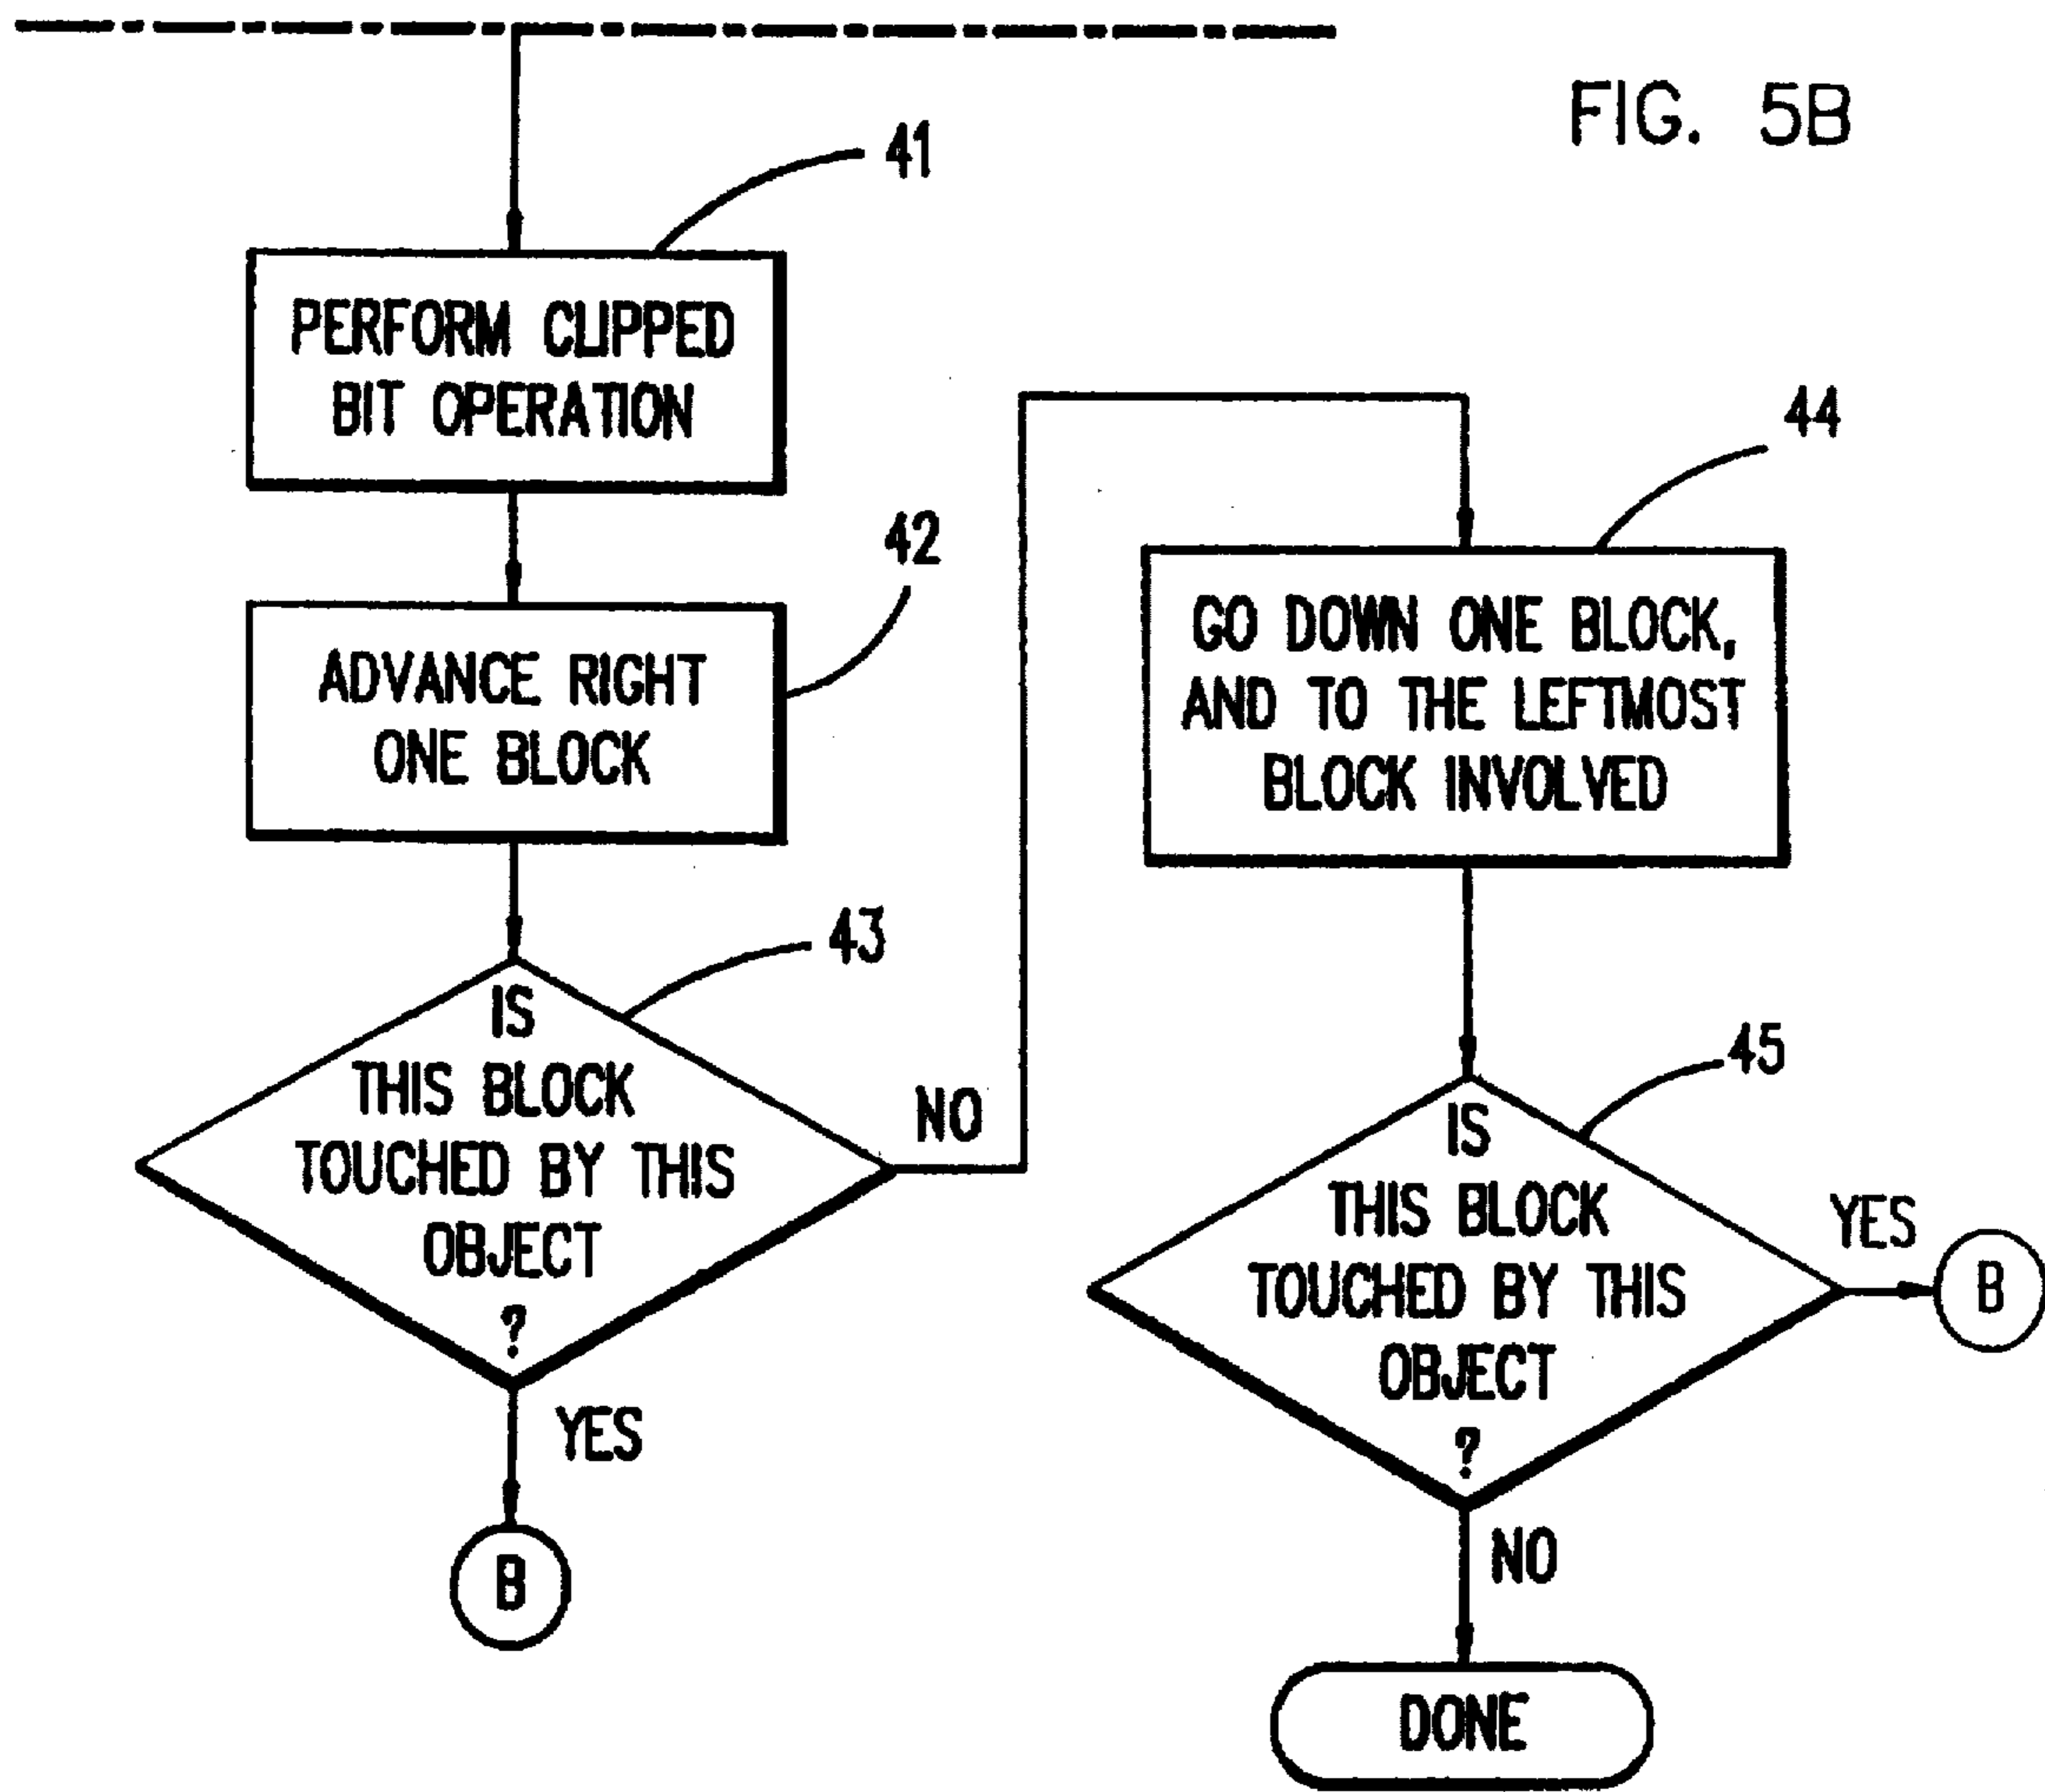 FIG. 5B
41
PERFORM CLIPPED
BIT OPERATION
42
ADVANCE RIGHT
ONE BLOCK
43
IS
THIS BLOCK
TOUCHED BY THIS
OBJECT
?
NO
YES
B
44
GO DOWN ONE BLOCK,
AND TO THE LEFTMOST
BLOCK INVOLVED
45
IS
THIS BLOCK
TOUCHED BY THIS
OBJECT
?
YES
B
NO
DONE